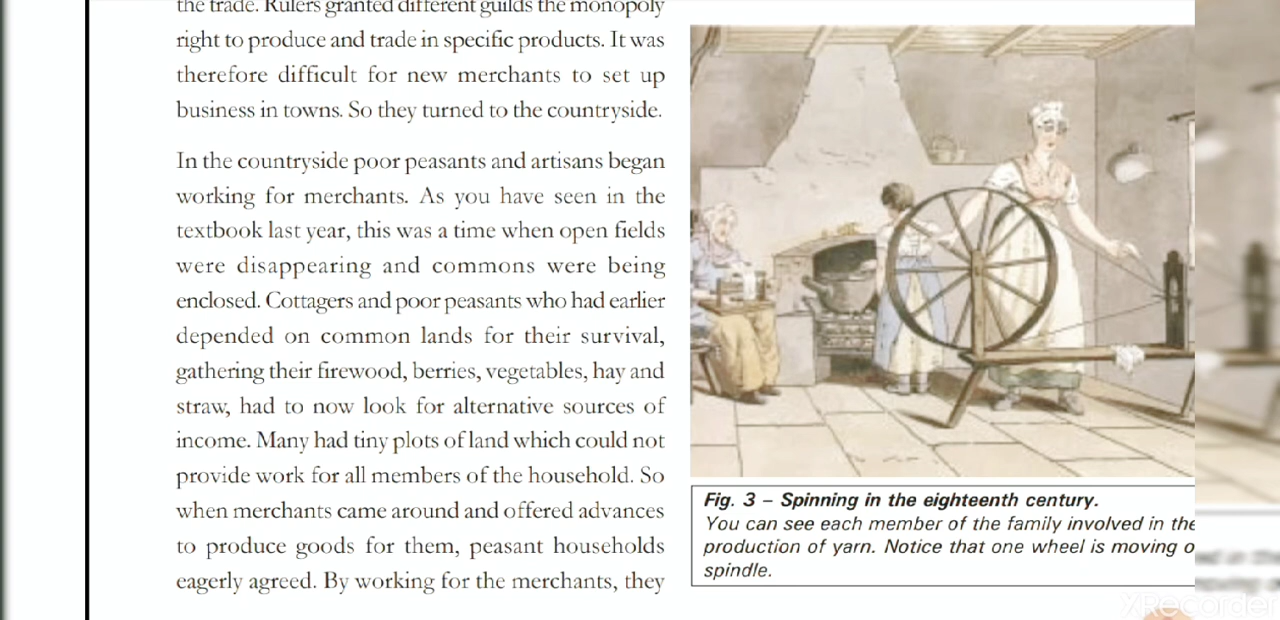 the trade. Rulers granted different guilds the monopoly
right to produce and trade in specific products. It was
therefore difficult for new merchants to set up
business in towns. So they turned to the countryside.
In the countryside poor peasants and artisans began
working for merchants. As you have seen in the
textbook last year, this was a time when open fields
were disappearing and commons were being
enclosed. Cottagers and poor peasants who had earlier
depended on common lands for their survival,
gathering their firewood, berries, vegetables, hay and
straw, had to now look for alternative sources of
income. Many had tiny plots of land which could not
provide work for all members of the household. So
when merchants came around and offered advances
to produce goods for them, peasant households
eagerly agreed. By working for the merchants, they
Fig. 3 – Spinning in the eighteenth century.
You can see each member of the family involved in the
production of yarn. Notice that one wheel is moving o
spindle.
XRecorder